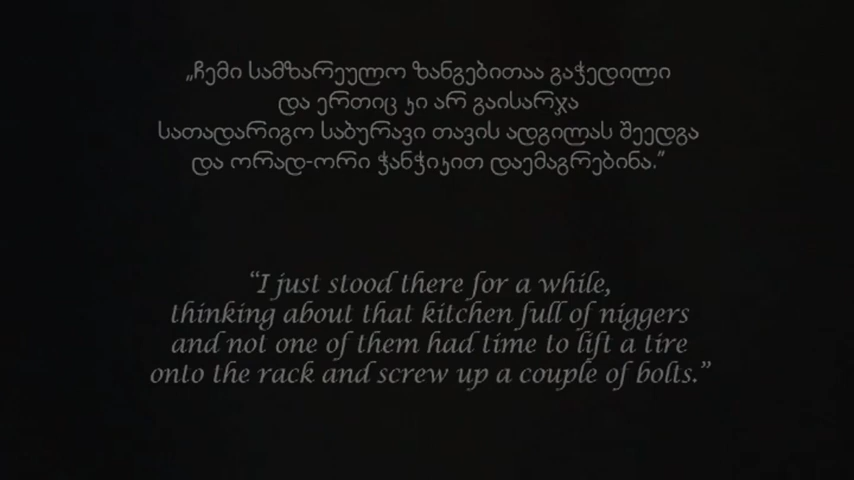 „ჩემი სამზარეულო ზანგებითაა გაჭედილი
და ერთიც კი არ გაისარჯა
სათადარიგო საბურავი თავის ადგილას შეედგა
და ორად-ორი ჭანჭიკით დაემაგრებინა.”
“I just stood there for a while,
thinking about that kitchen full of niggers
and not one of them had time to lift a tire
onto the rack and screw up a couple of bolts.”